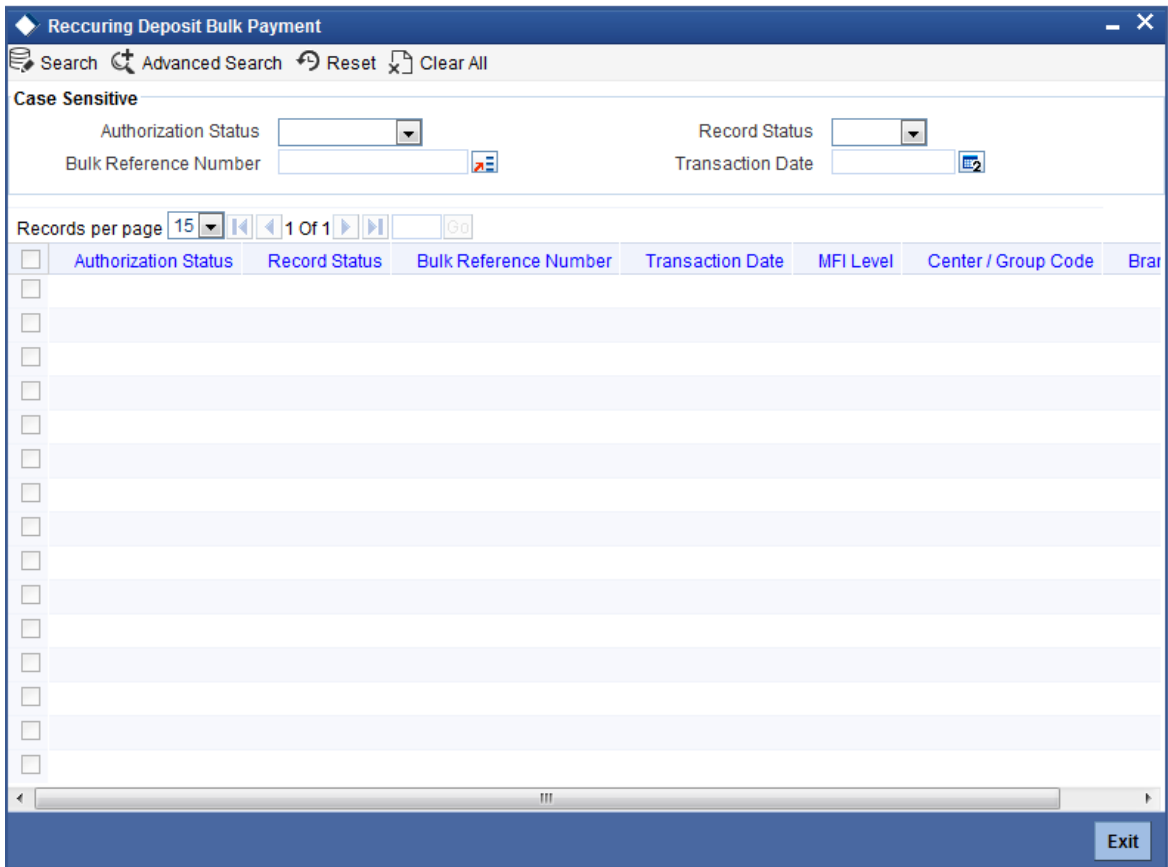 Reccuring Deposit Bulk Payment
Search Advanced Search Reset Clear All
Case Sensitive
Authorization Status Record Status
Bulk Reference Number Transaction Date
Records per page 15 1 Of 1 Go
Authorization Status Record Status Bulk Reference Number Transaction Date MFI Level Center / Group Code Bran
Exit